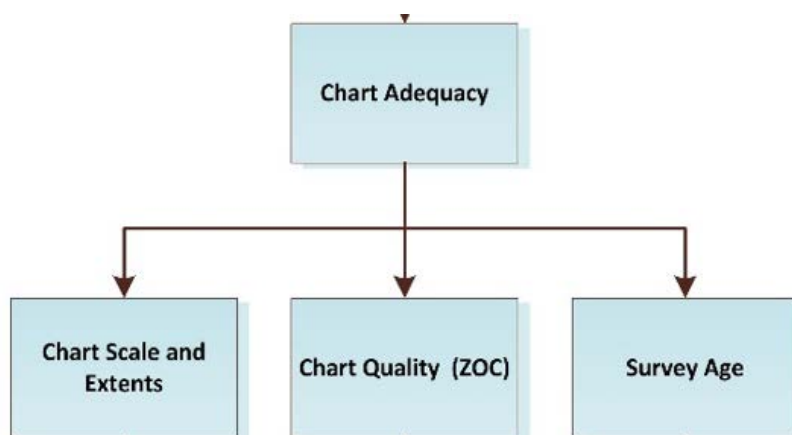 Chart Adequacy
Chart Scale and
Extents
Chart Quality (ZOC)
Survey Age